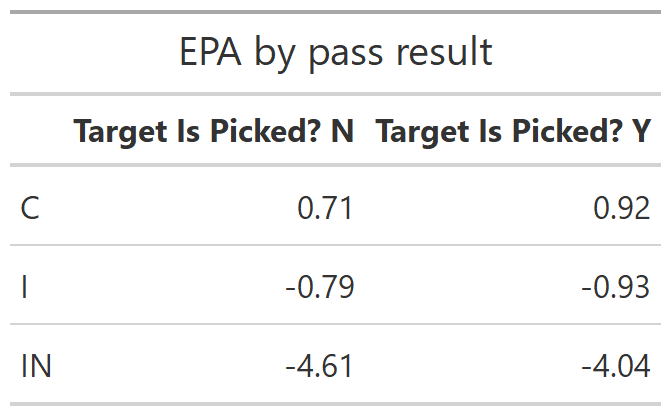 EPA by pass result
Target Is Picked? N Target Is Picked? Y
C 0.71 0.92
I -0.79 -0.93
IN -4.61 -4.04